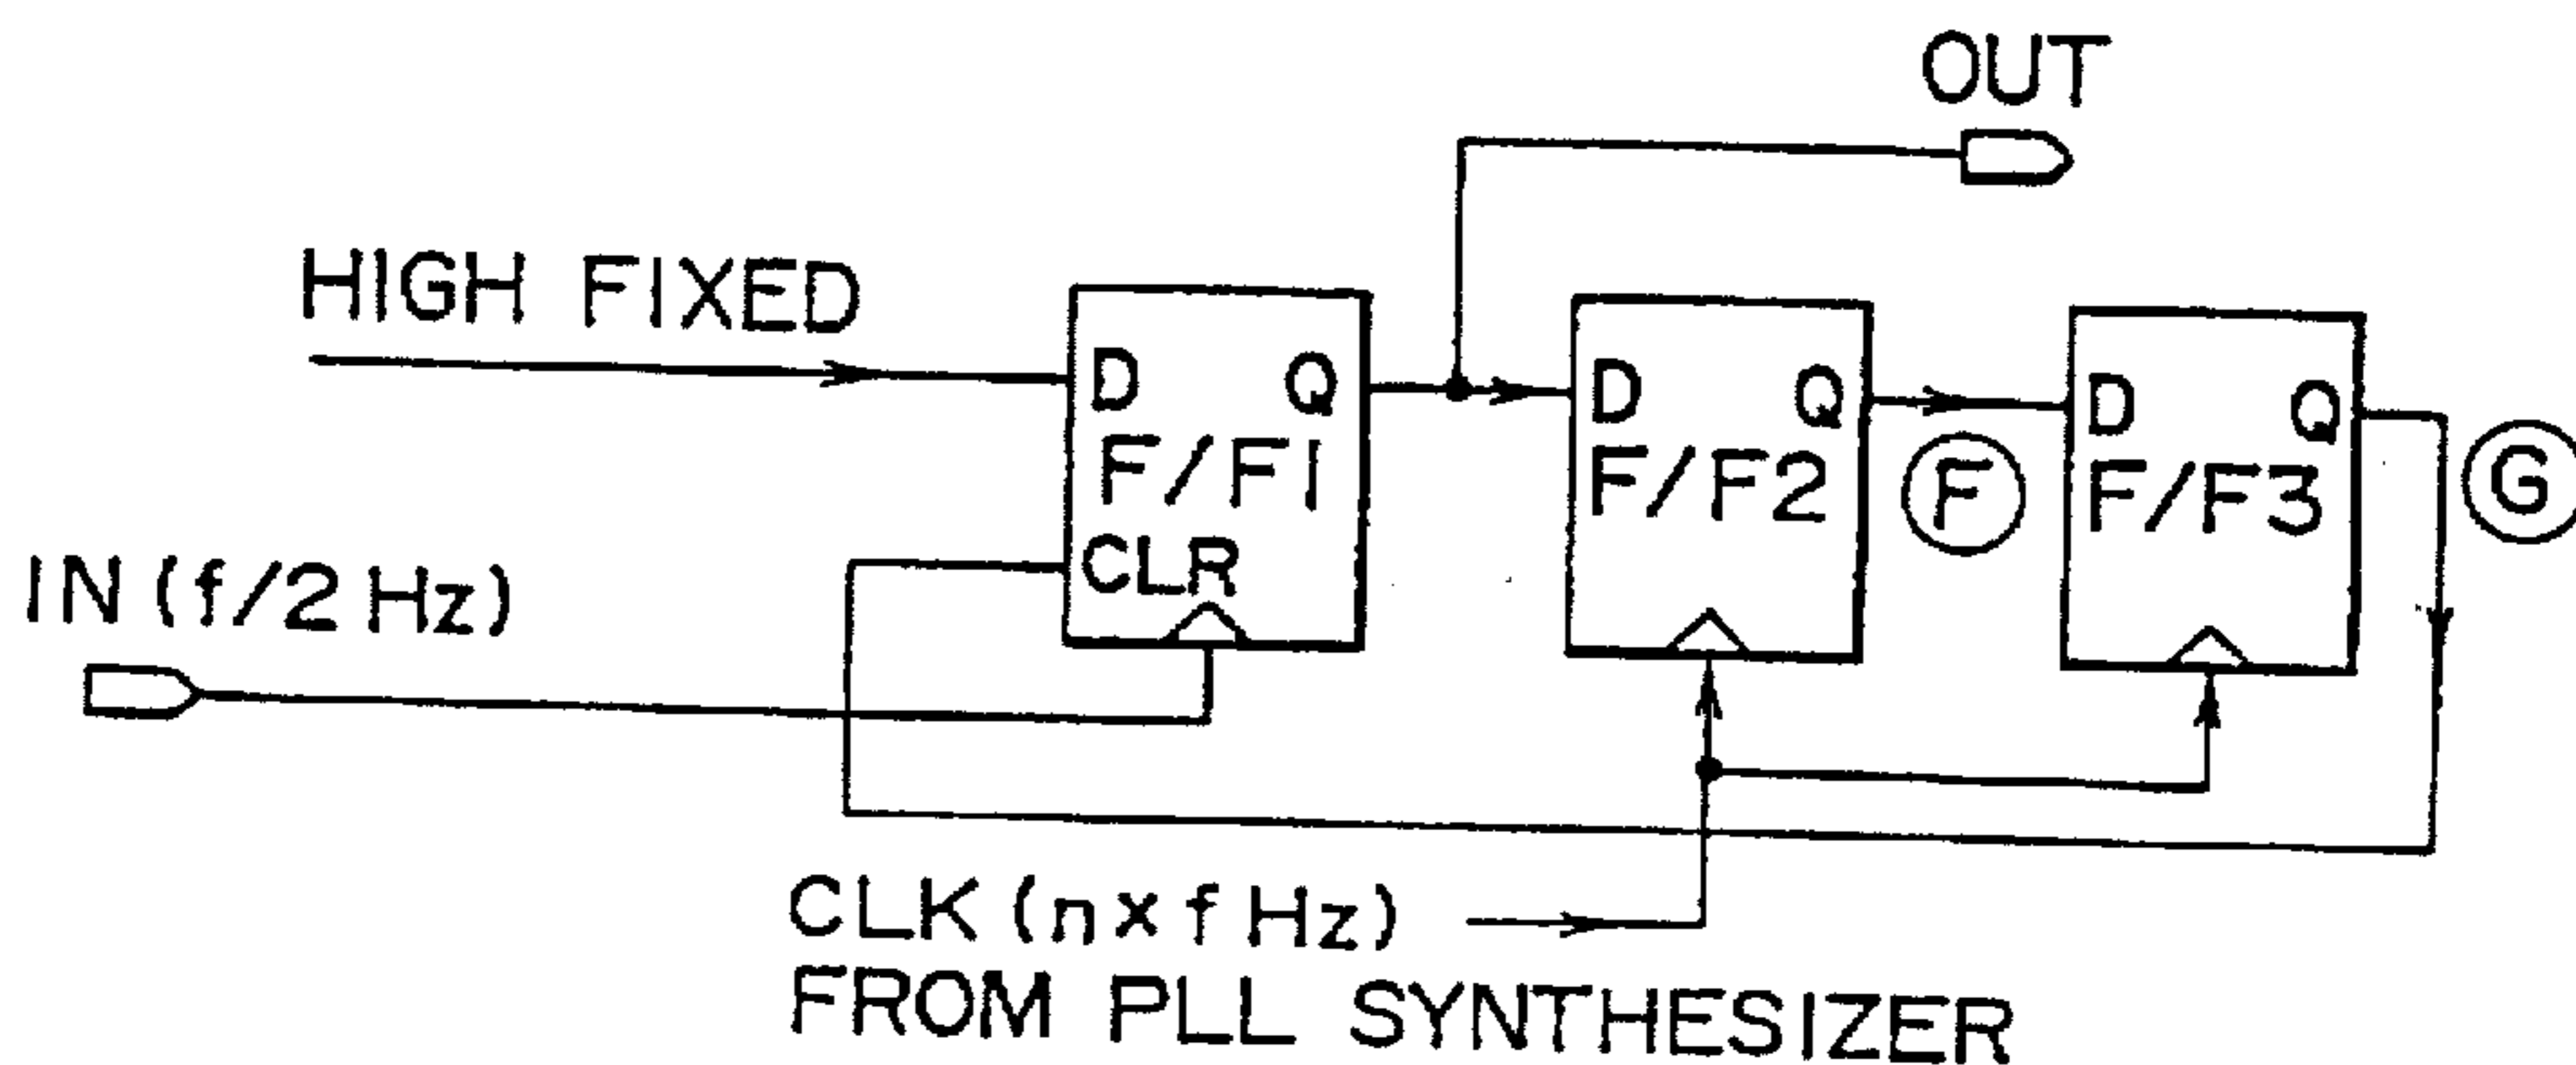 OUT
HIGH FIXED
D Q
F/F1
CLR
D Q
F/F2
F
D Q
F/F3
G
IN (f/2 Hz)
CLK (n x f Hz)
FROM PLL SYNTHESIZER